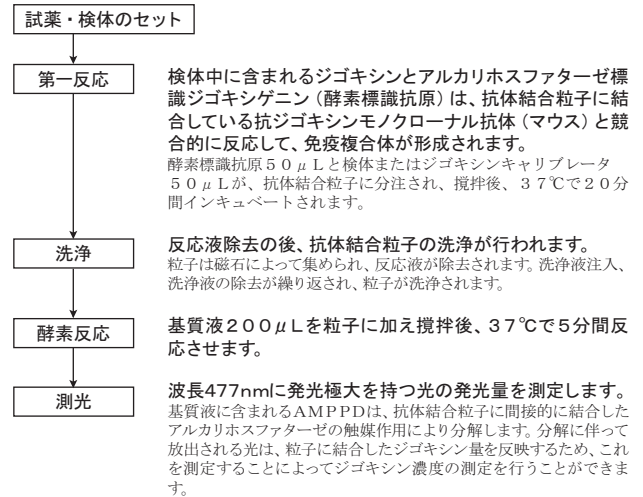 試薬・検体のセット
第一反応
検体中に含まれるジゴキシンとアルカリホスファターゼ標
識ジゴキシゲニン（酵素標識抗原）は、抗体結合粒子に結
合している抗ジゴキシンモノクローナル抗体（マウス）と競
合的に反応して、免疫複合体が形成されます。
酵素標識抗原５０μＬと検体またはジゴキシンキャリブレータ
５０μＬが、抗体結合粒子に分注され、撹拌後、３７℃で２０分
間インキュベートされます。
洗浄
反応液除去の後、抗体結合粒子の洗浄が行われます。
粒子は磁石によって集められ、反応液が除去されます。洗浄液注入、
洗浄液の除去が繰り返され、粒子が洗浄されます。
酵素反応
基質液２００μＬを粒子に加え撹拌後、３７℃で５分間反
応させます。
測光
波長477nmに発光極大を持つ光の発光量を測定します。
基質液に含まれるAMPPDは、抗体結合粒子に間接的に結合した
アルカリホスファターゼの触媒作用により分解します。分解に伴って
放出される光は、粒子に結合したジゴキシン量を反映するため、これ
を測定することによってジゴキシン濃度の測定を行うことができま
す。